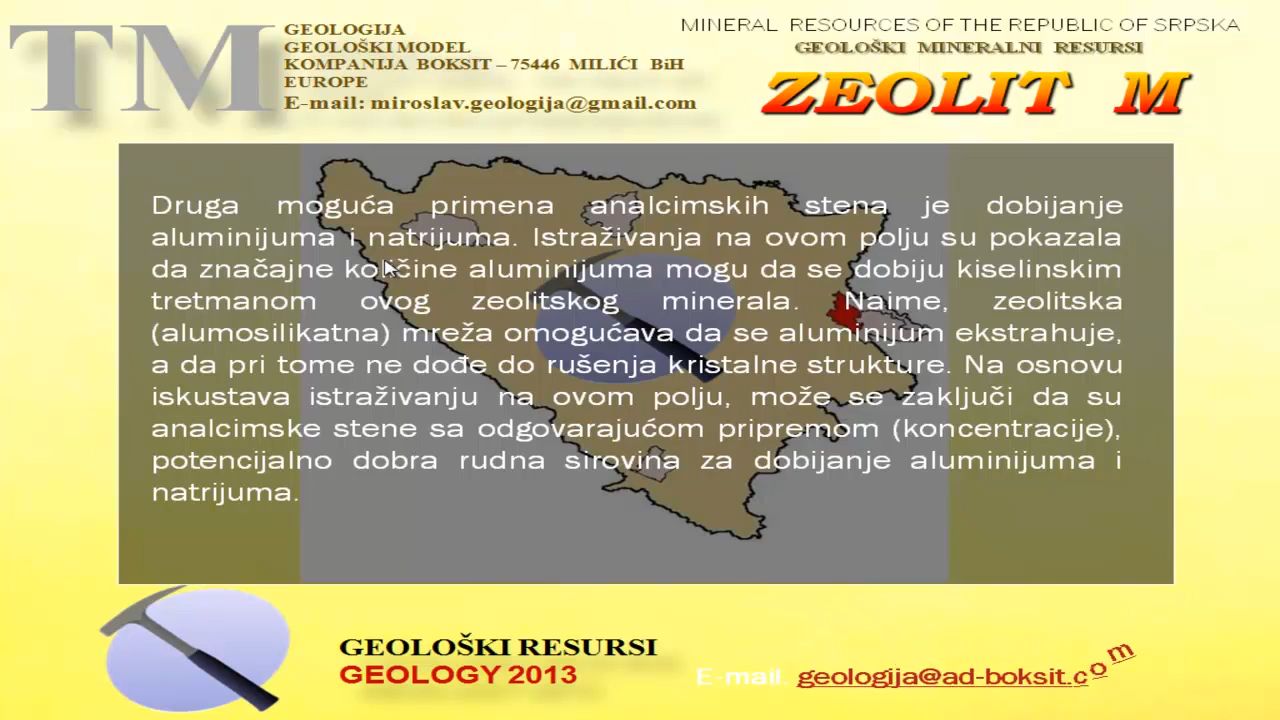 TM
GEOLOGIJA
GEOLOŠKI MODEL
KOMPANIJA BOKSIT – 75446 MILIĆI BiH
EUROPE
E-mail: miroslav.geologija@gmail.com
MINERAL RESOURCES OF THE REPUBLIC OF SRPSKA
GEOLOŠKI MINERALNI RESURSI
ZEOLIT M
Druga moguća primena analcimskih stena je dobijanje
aluminijuma i natrijuma. Istraživanja na ovom polju su pokazala
da značajne količine aluminijuma mogu da se dobiju kiselinskim
tretmanom ovog zeolitskog minerala. Naime, zeolitska
(alumosilikatna) mreža omogućava da se aluminijum ekstrahuje,
a da pri tome ne dođe do rušenja kristalne strukture. Na osnovu
iskustava istraživanju na ovom polju, može se zaključi da su
analcimske stene sa odgovarajućom pripremom (koncentracije),
potencijalno dobra rudna sirovina za dobijanje aluminijuma i
natrijuma.
GEOLOŠKI RESURSI
GEOLOGY 2013
E-mail. geologija@ad-boksit.com